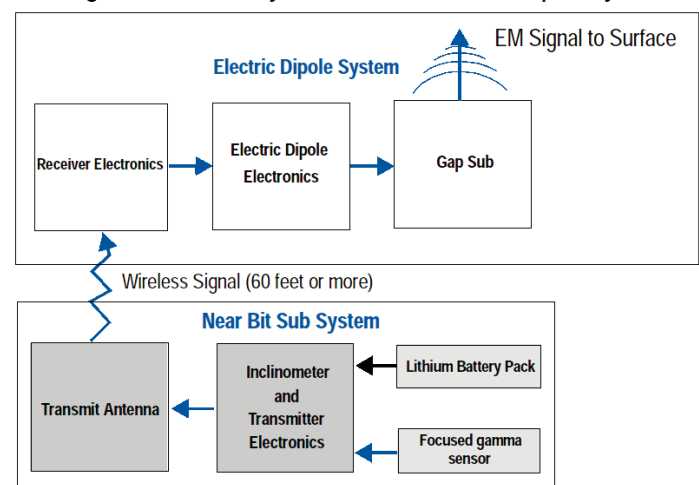 EM Signal to Surface
Electric Dipole System
Receiver Electronics
Electric Dipole
Electronics
Gap Sub
Wireless Signal (60 feet or more)
Near Bit Sub System
Transmit Antenna
Inclinometer
and
Transmitter
Electronics
Lithium Battery Pack
Focused gamma
sensor